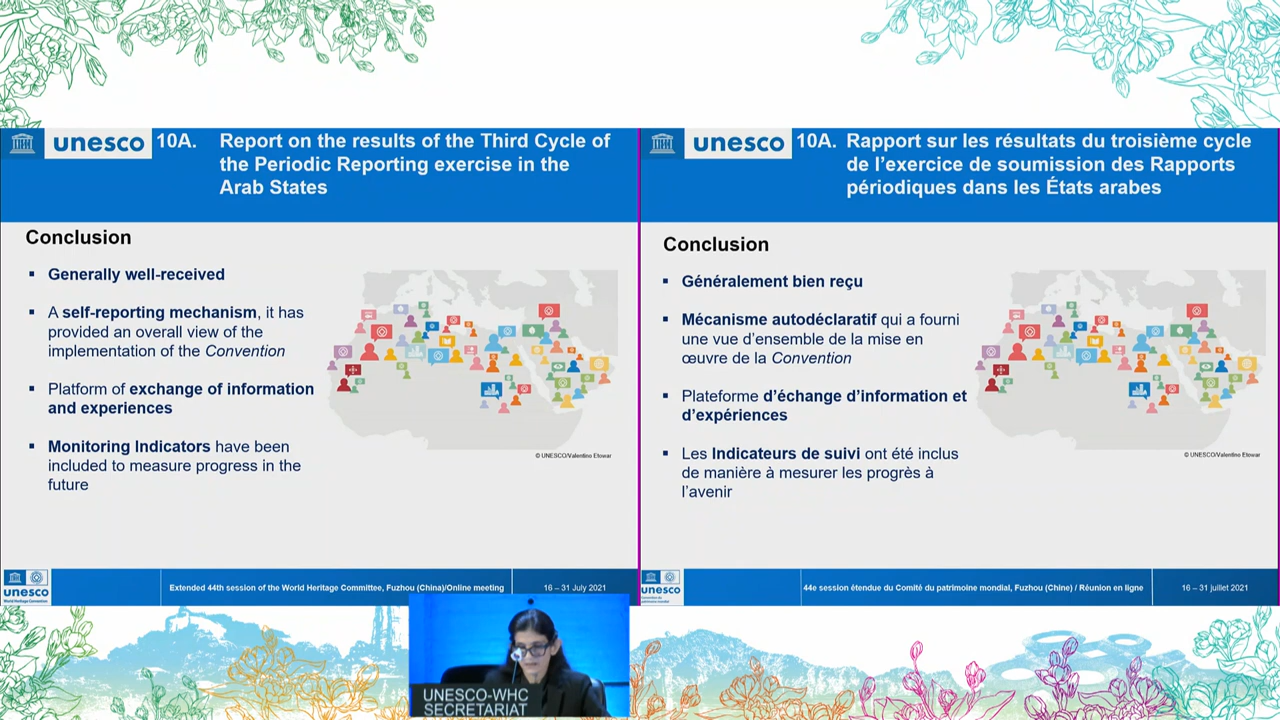 unesco
10A. Report on the results of the Third Cycle of
the Periodic Reporting exercise in the
Arab States
Conclusion
▪ Generally well-received
▪ A self-reporting mechanism, it has
provided an overall view of the
implementation of the Convention
▪ Platform of exchange of information
and experiences
▪ Monitoring Indicators have been
included to measure progress in the
future
© UNESCO/Valentino Etowar
unesco
World Heritage Convention
Extended 44th session of the World Heritage Committee, Fuzhou (China)/Online meeting
16 – 31 July 2021
unesco
10A. Rapport sur les résultats du troisième cycle
de l’exercice de soumission des Rapports
périodiques dans les États arabes
Conclusion
▪ Généralement bien reçu
▪ Mécanisme autodéclaratif qui a fourni
une vue d’ensemble de la mise en
œuvre de la Convention
▪ Plateforme d’échange d’information et
d’expériences
▪ Les Indicateurs de suivi ont été inclus
de manière à mesurer les progrès à
l’avenir
© UNESCO/Valentino Etowar
unesco
44e session étendue du Comité du patrimoine mondial, Fuzhou (Chine) / Réunion en ligne
16 – 31 juillet 2021
UNESCO-WHC
SECRETARIAT